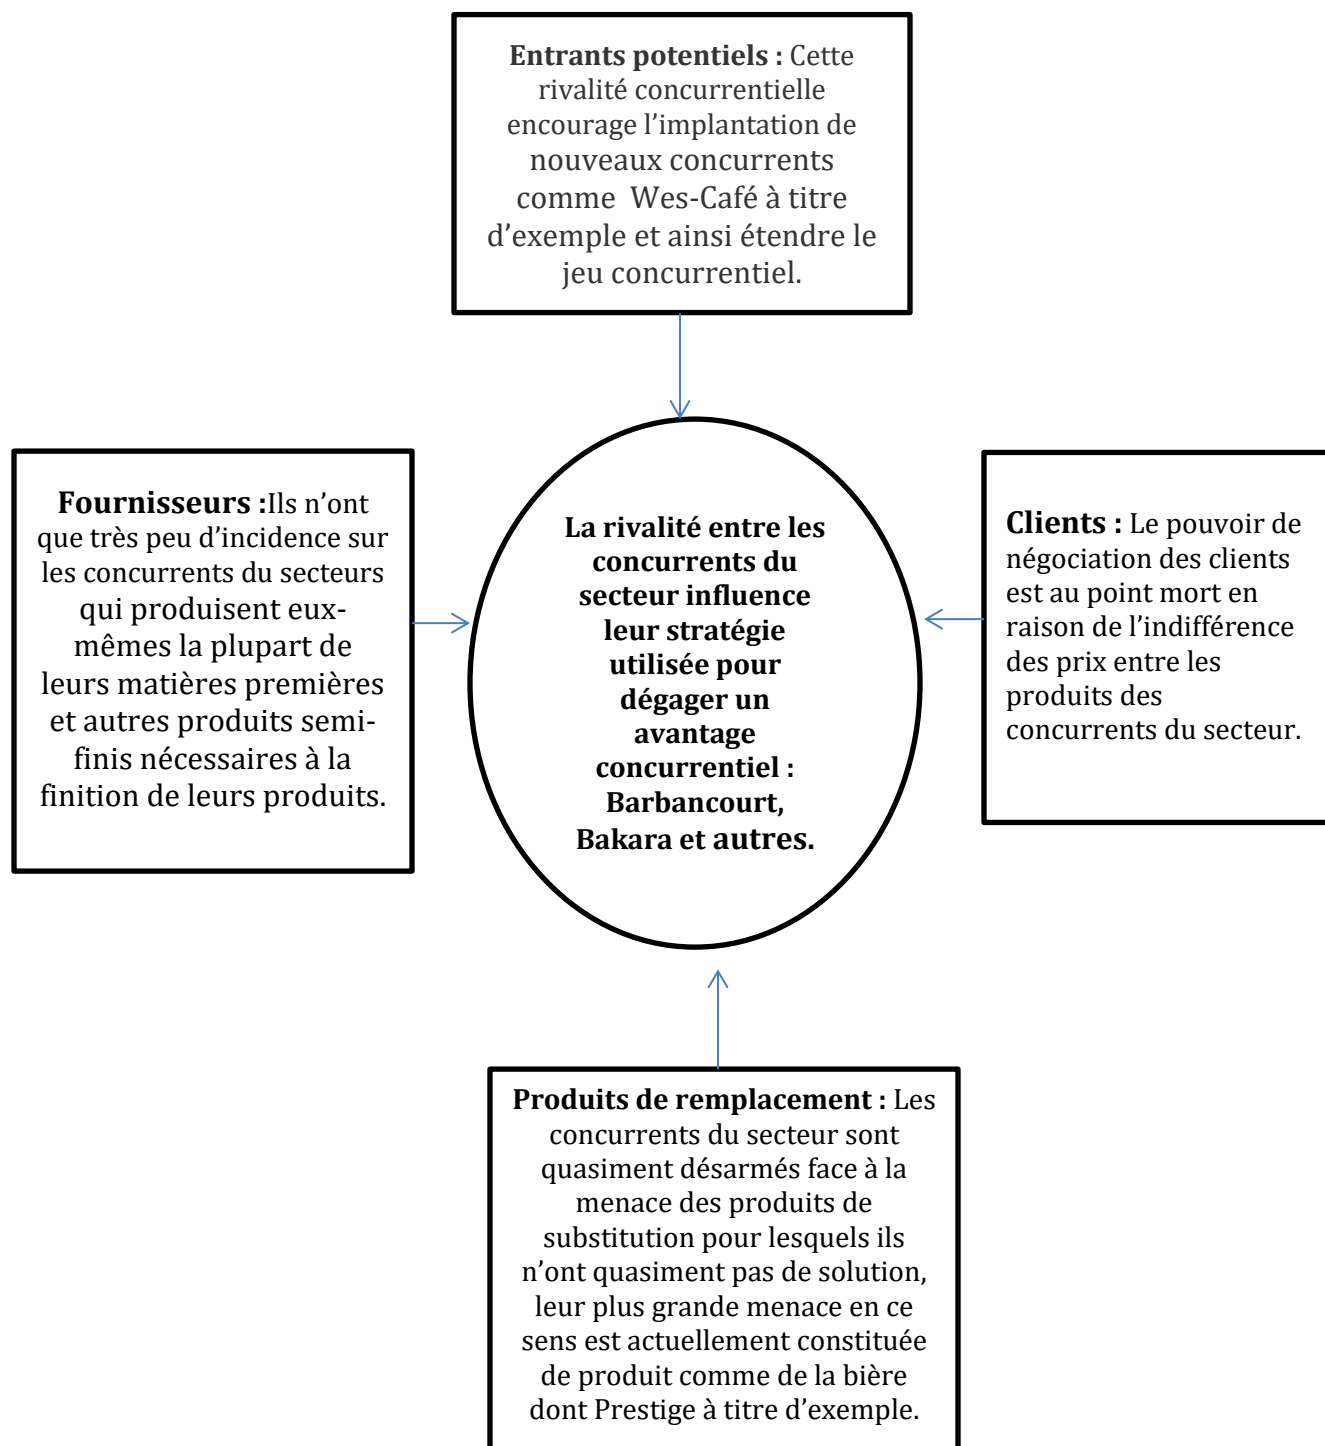 Entrants potentiels : Cette
rivalité concurrentielle
encourage l’implantation de
nouveaux concurrents
comme  Wes-Café à titre
d’exemple et ainsi étendre le
jeu concurrentiel.
Fournisseurs :Ils n’ont
que très peu d’incidence sur
les concurrents du secteurs
qui produisent eux-
mêmes la plupart de
leurs matières premières
et autres produits semi-
finis nécessaires à la
finition de leurs produits.
La rivalité entre les
concurrents du
secteur influence
leur stratégie
utilisée pour
dégager un
avantage
concurrentiel :
Barbancourt,
Bakara et autres.
Clients : Le pouvoir de
négociation des clients
est au point mort en
raison de l’indifférence
des prix entre les
produits des
concurrents du secteur.
Produits de remplacement : Les
concurrents du secteur sont
quasiment désarmés face à la
menace des produits de
substitution pour lesquels ils
n’ont quasiment pas de solution,
leur plus grande menace en ce
sens est actuellement constituée
de produit comme de la bière
dont Prestige à titre d’exemple.